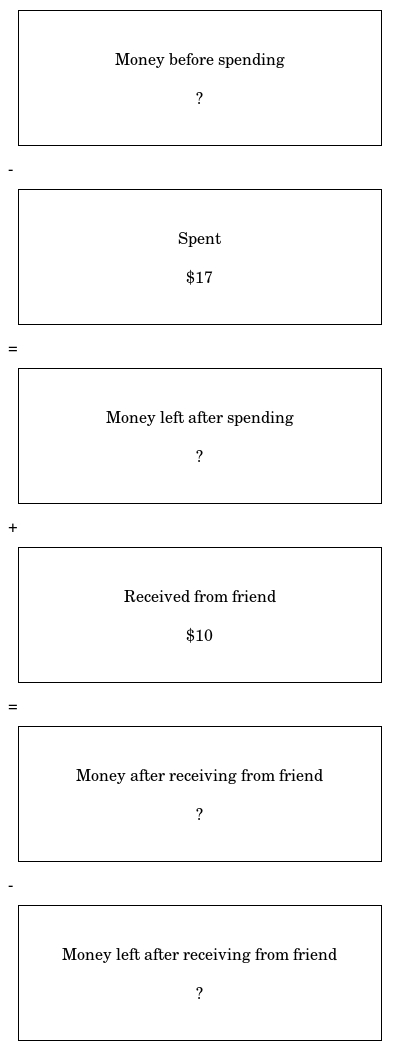 Money before spending
?
-
Spent
$17
=
Money left after spending
?
+
Received from friend
$10
=
Money after receiving from friend
?
-
Money left after receiving from friend
?